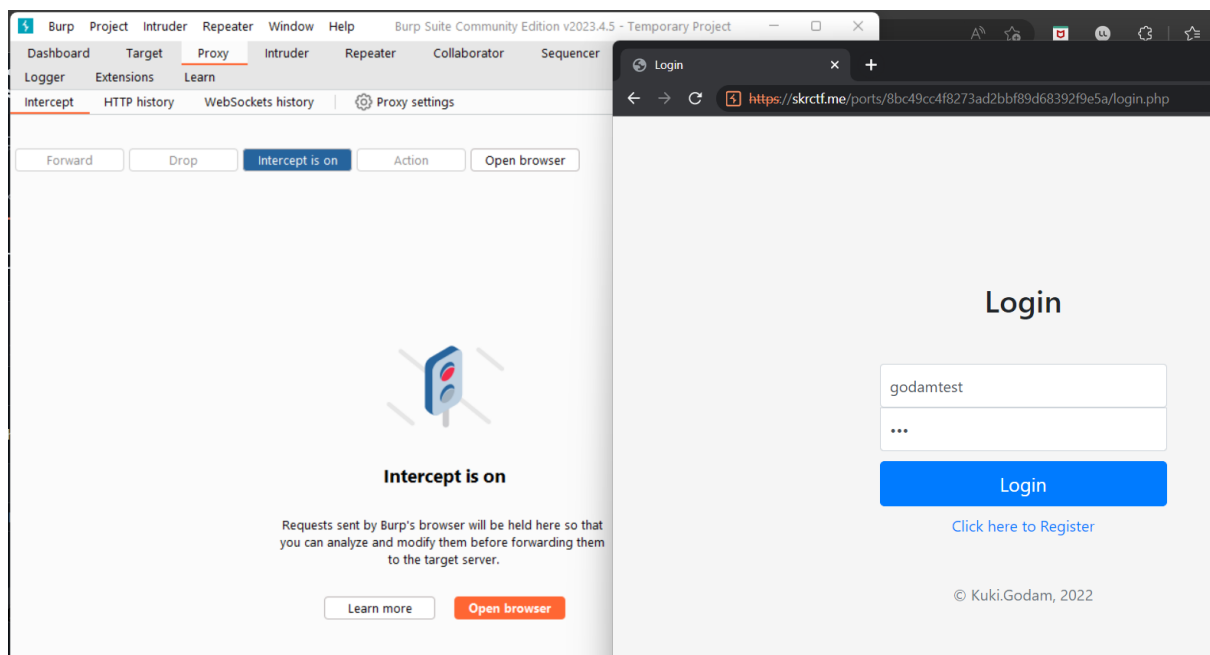 Burp Project Intruder Repeater Window Help Burp Suite Community Edition v2023.4.5 - Temporary Project
Dashboard Target Proxy Intruder Repeater Collaborator Sequencer
Logger Extensions Learn
Intercept HTTP history WebSockets history Proxy settings
Forward Drop Intercept is on Action Open browser
Intercept is on
Requests sent by Burp's browser will be held here so that
you can analyze and modify them before forwarding them
to the target server.
Learn more Open browser
Login
https://skrctf.me/ports/8bc49cc4f8273ad2bbf89d68392f9e5a/login.php
Login
godamtest
•••
Login
Click here to Register
© Kuki.Godam, 2022